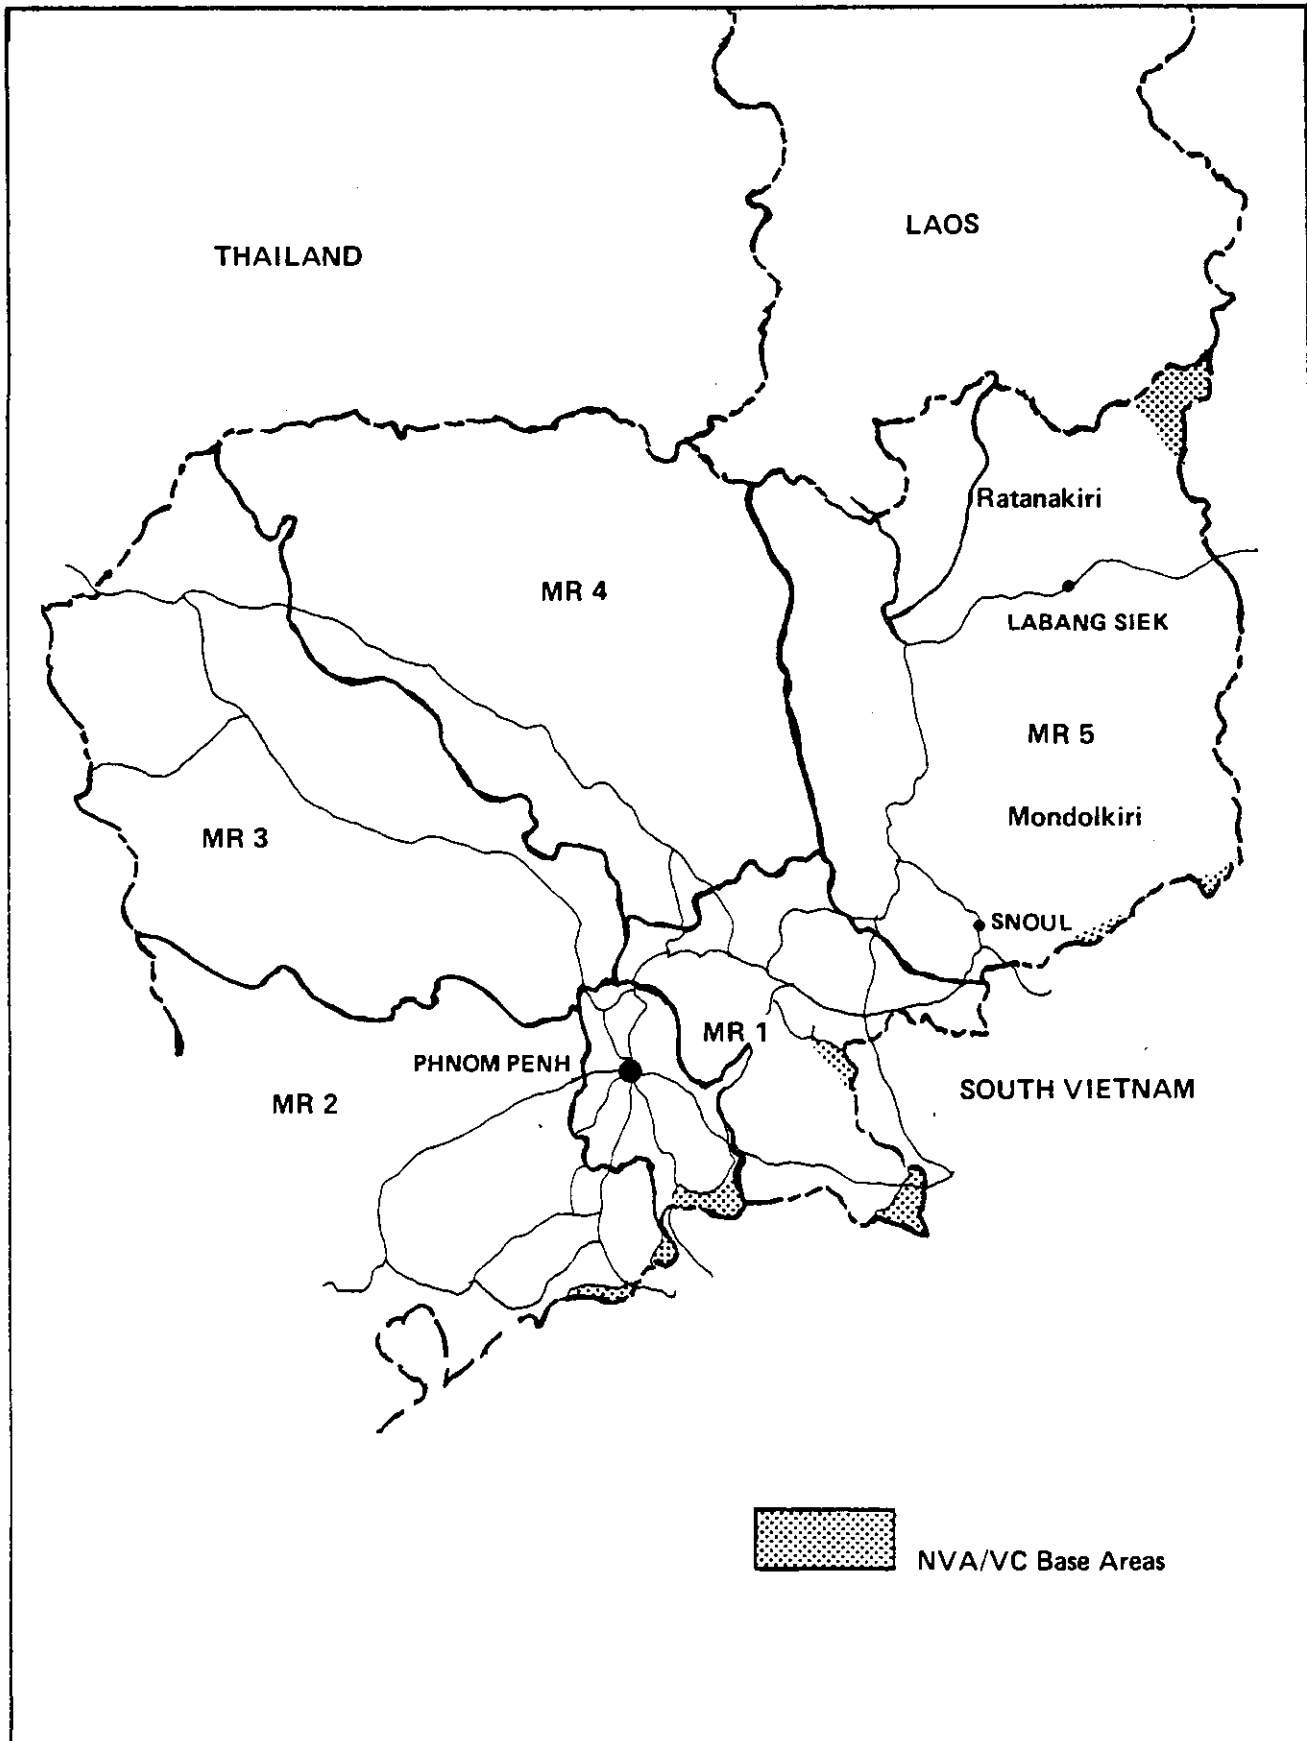 LAOS
THAILAND
Ratanakiri
MR 4
LABANG SIEK
MR 5
Mondolkiri
MR 3
SNOUL
MR 1
PHNOM PENH
SOUTH VIETNAM
MR 2
NVA/VC Base Areas